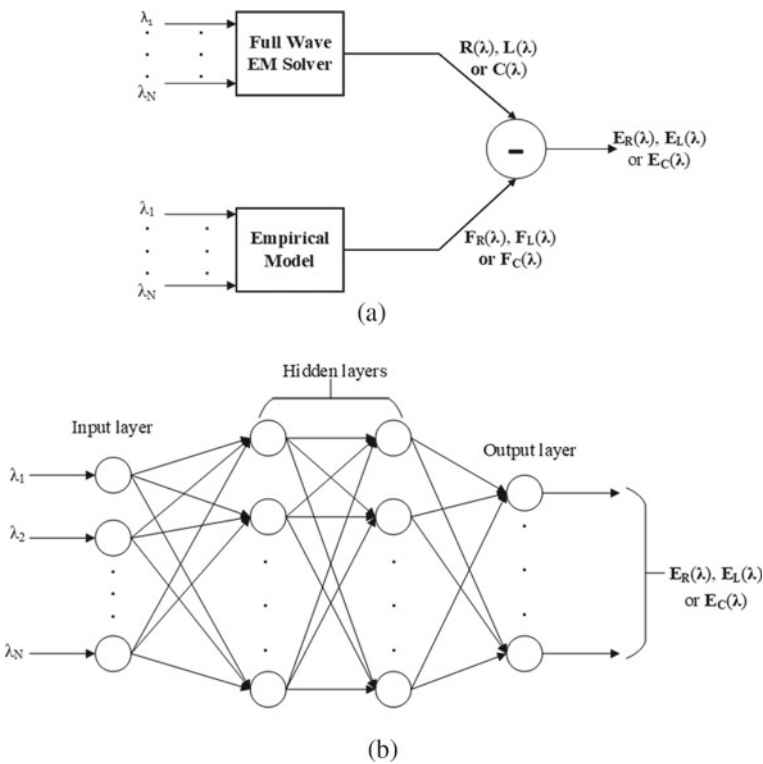 λ1
λN
Full Wave
EM Solver
R(λ), L(λ)
or C(λ)
-
ER(λ), EL(λ)
or EC(λ)
λ1
λN
Empirical
Model
FR(λ), FL(λ)
or FC(λ)
(a)
Hidden layers
Input layer
Output layer
λ1
λ2
λN
ER(λ), EL(λ)
or EC(λ)
(b)